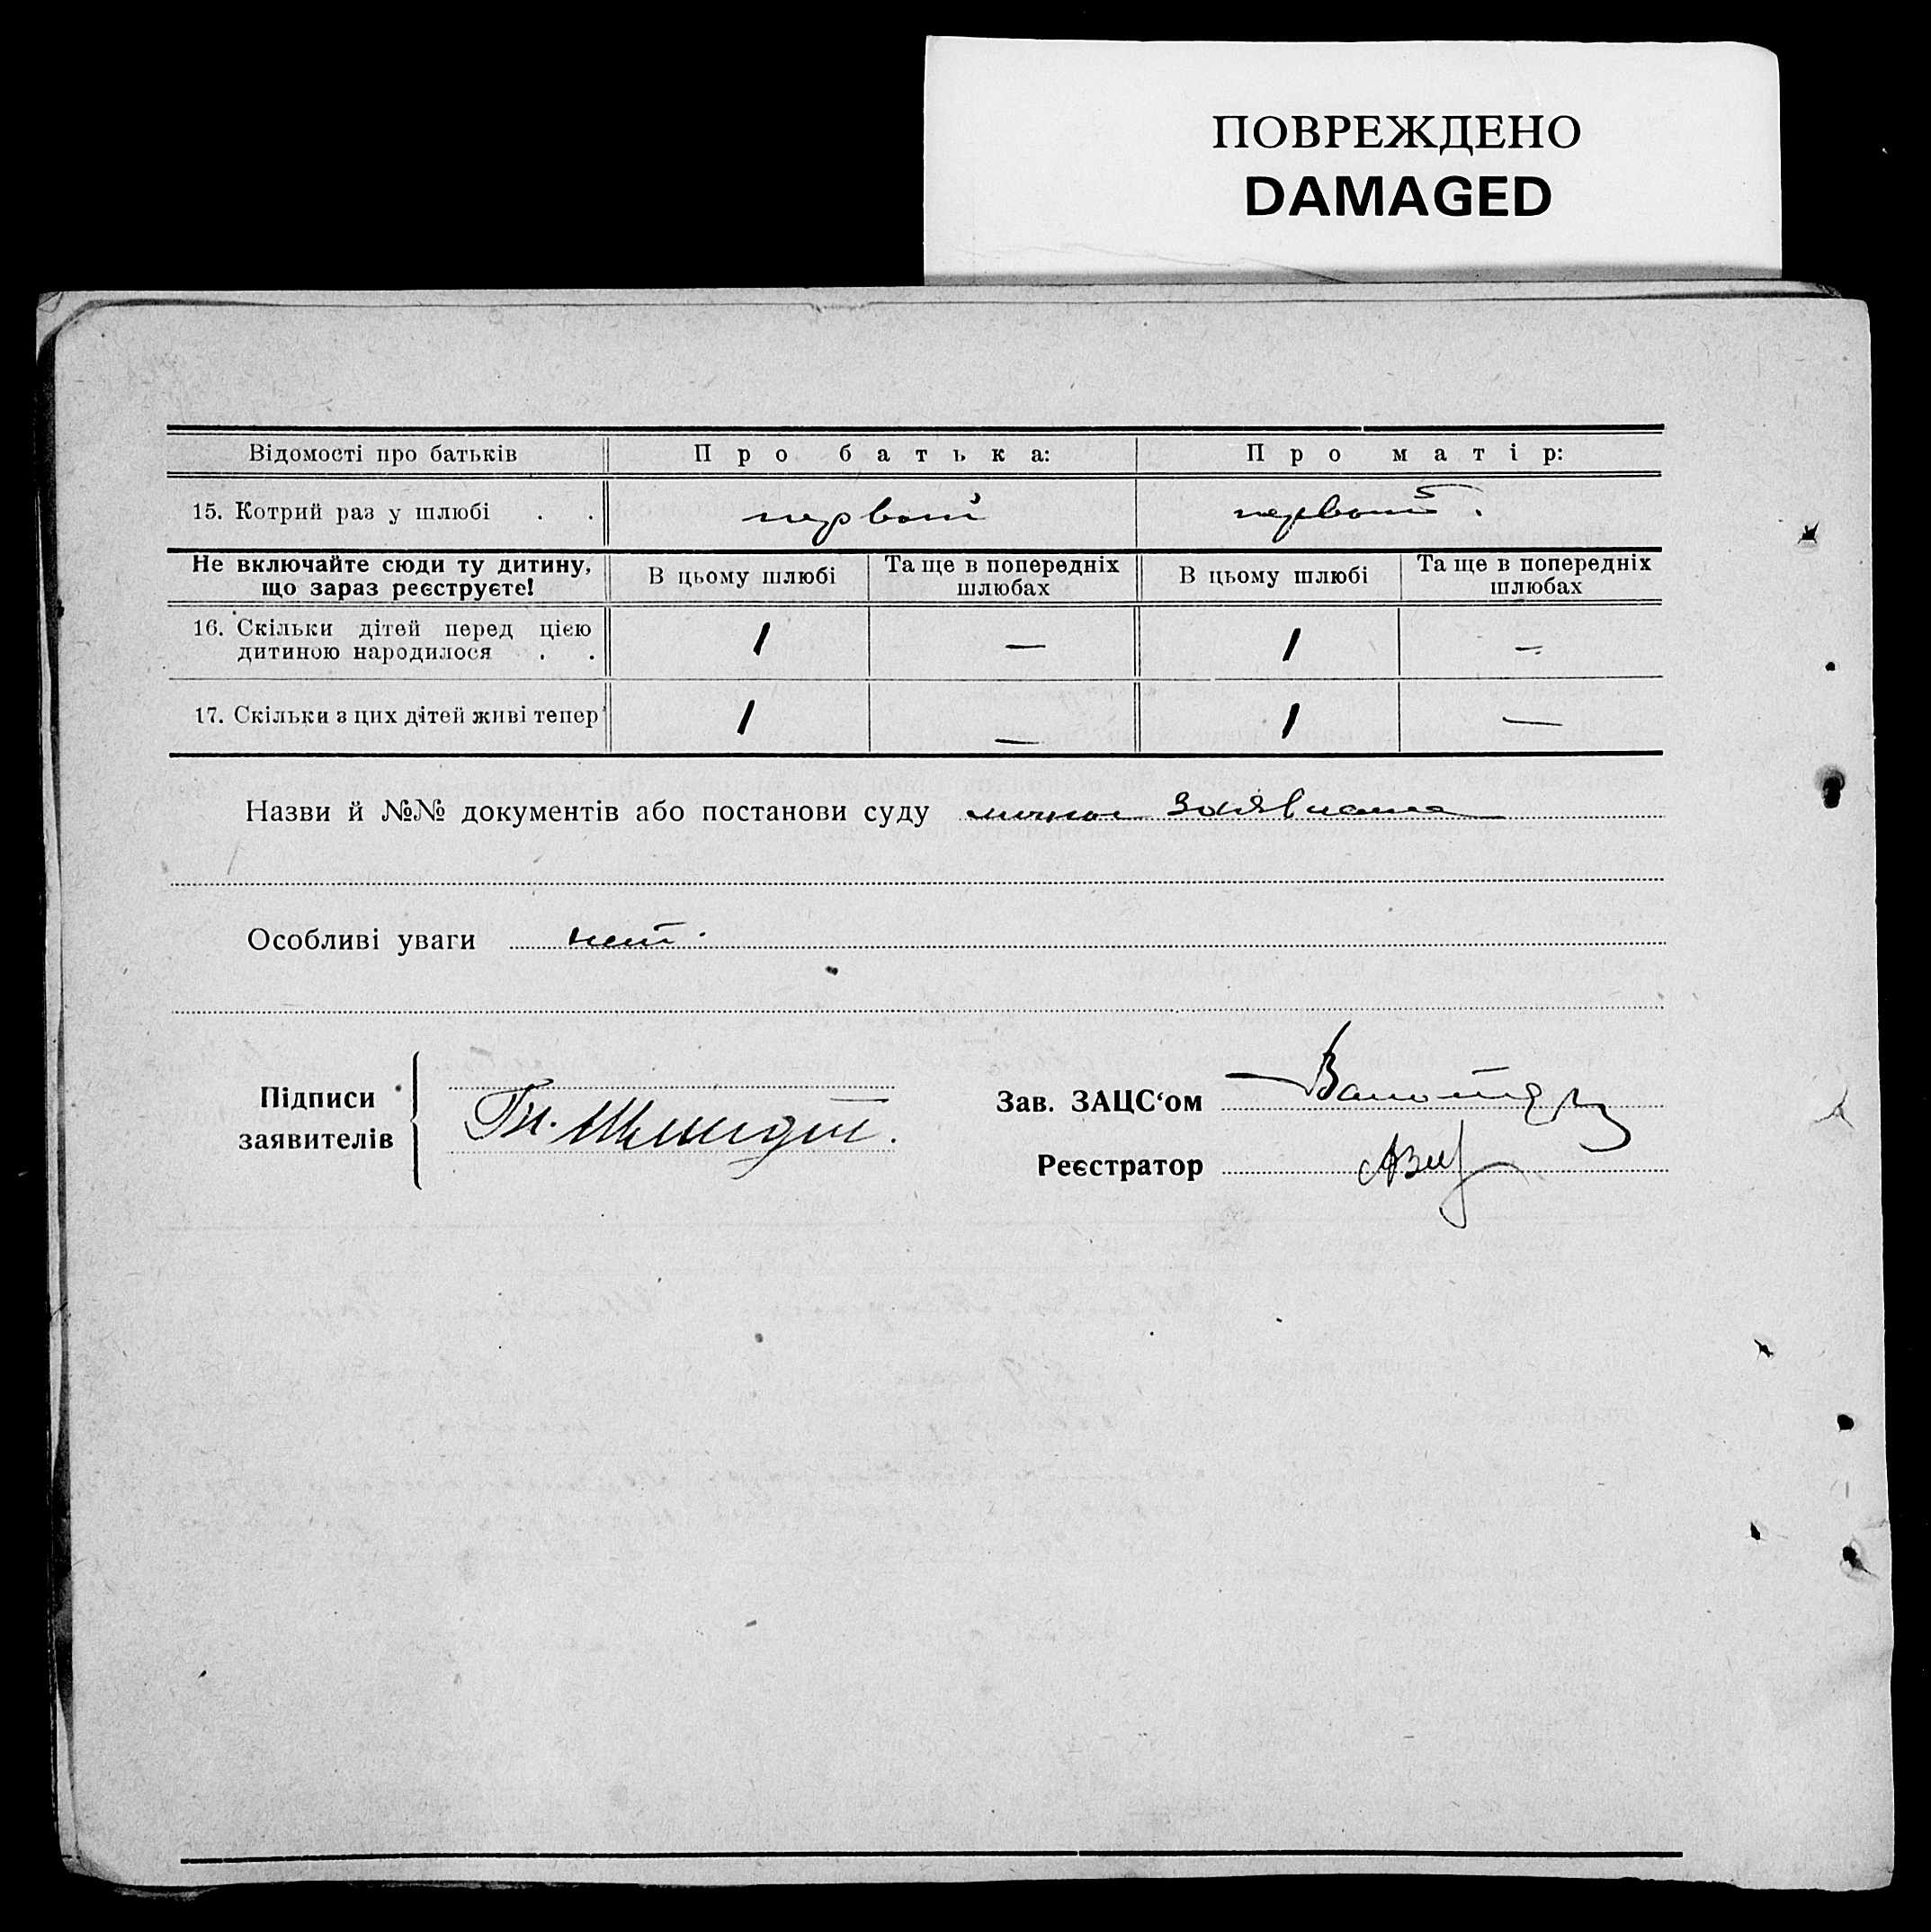 ПОВРЕЖДЕНО
DAMAGED
Відомості про батьків Про батька: Про матір:
15. Котрий раз у шлюбі . . первый первый.
Не включайте сюди ту дитину, що зараз реєструєте! В цьому шлюбі Та ще в попередніх шлюбах В цьому шлюбі Та ще в попередніх шлюбах
16. Скільки дітей перед цією дитиною народилося . . 1 — 1 —
17. Скільки з цих дітей живі тепер 1 — 1 —
Назви й №№ документів або постанови суду личное
Особливі уваги нет.
Підписи заявителів
Зав. ЗАЦС‘ом
Реєстратор